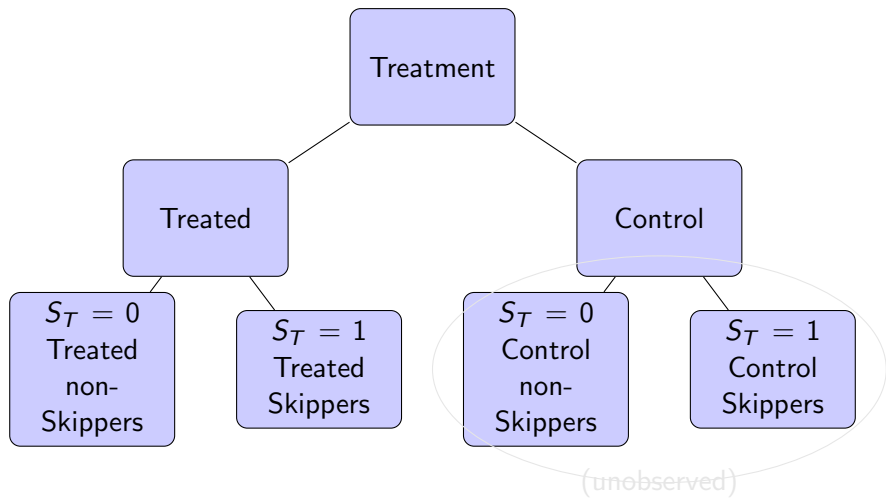 Treatment
Treated
Control
S_T = 0
Treated
non-
Skippers
S_T = 1
Treated
Skippers
S_T = 0
Control
non-
Skippers
S_T = 1
Control
Skippers
(unobserved)